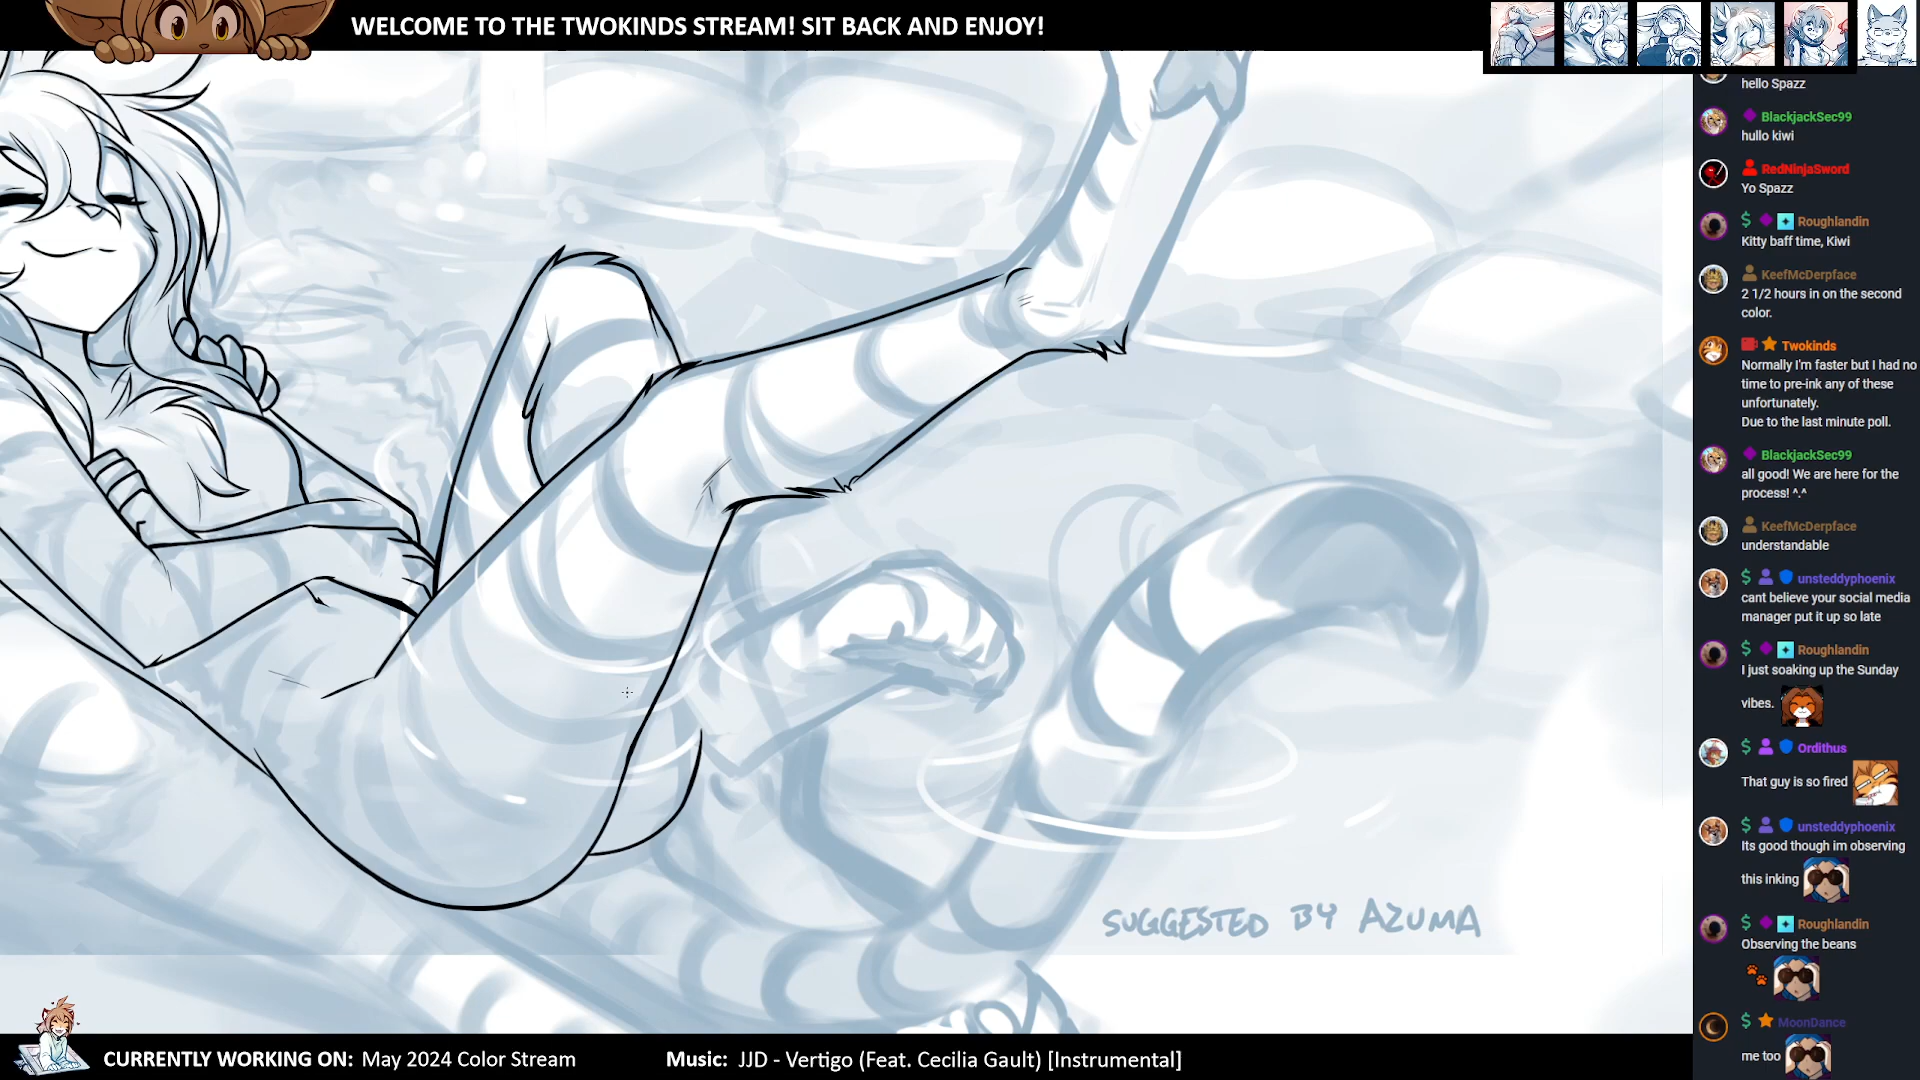 WELCOME TO THE TWOKINDS STREAM! SIT BACK AND ENJOY!
hello Spazz
BlackjackSec99
hullo kiwi
RedNinjaSword
Yo Spazz
Roughlandin
Kitty baff time, Kiwi
KeefMcDerpface
2 1/2 hours in on the second
color.
Twokinds
Normally I'm faster but I had no
time to pre-ink any of these
unfortunately.
Due to the last minute poll.
BlackjackSec99
all good! We are here for the
process! ^.^
KeefMcDerpface
understandable
unsteddyphoenix
cant believe your social media
manager put it up so late
Roughlandin
I just soaking up the Sunday
vibes.
Ordithus
That guy is so fired
unsteddyphoenix
Its good though im observing
this inking
Roughlandin
Observing the beans
MoonDance
me too
SUGGESTED BY AZUMA
CURRENTLY WORKING ON: May 2024 Color Stream
Music: JJD - Vertigo (Feat. Cecilia Gault) [Instrumental]